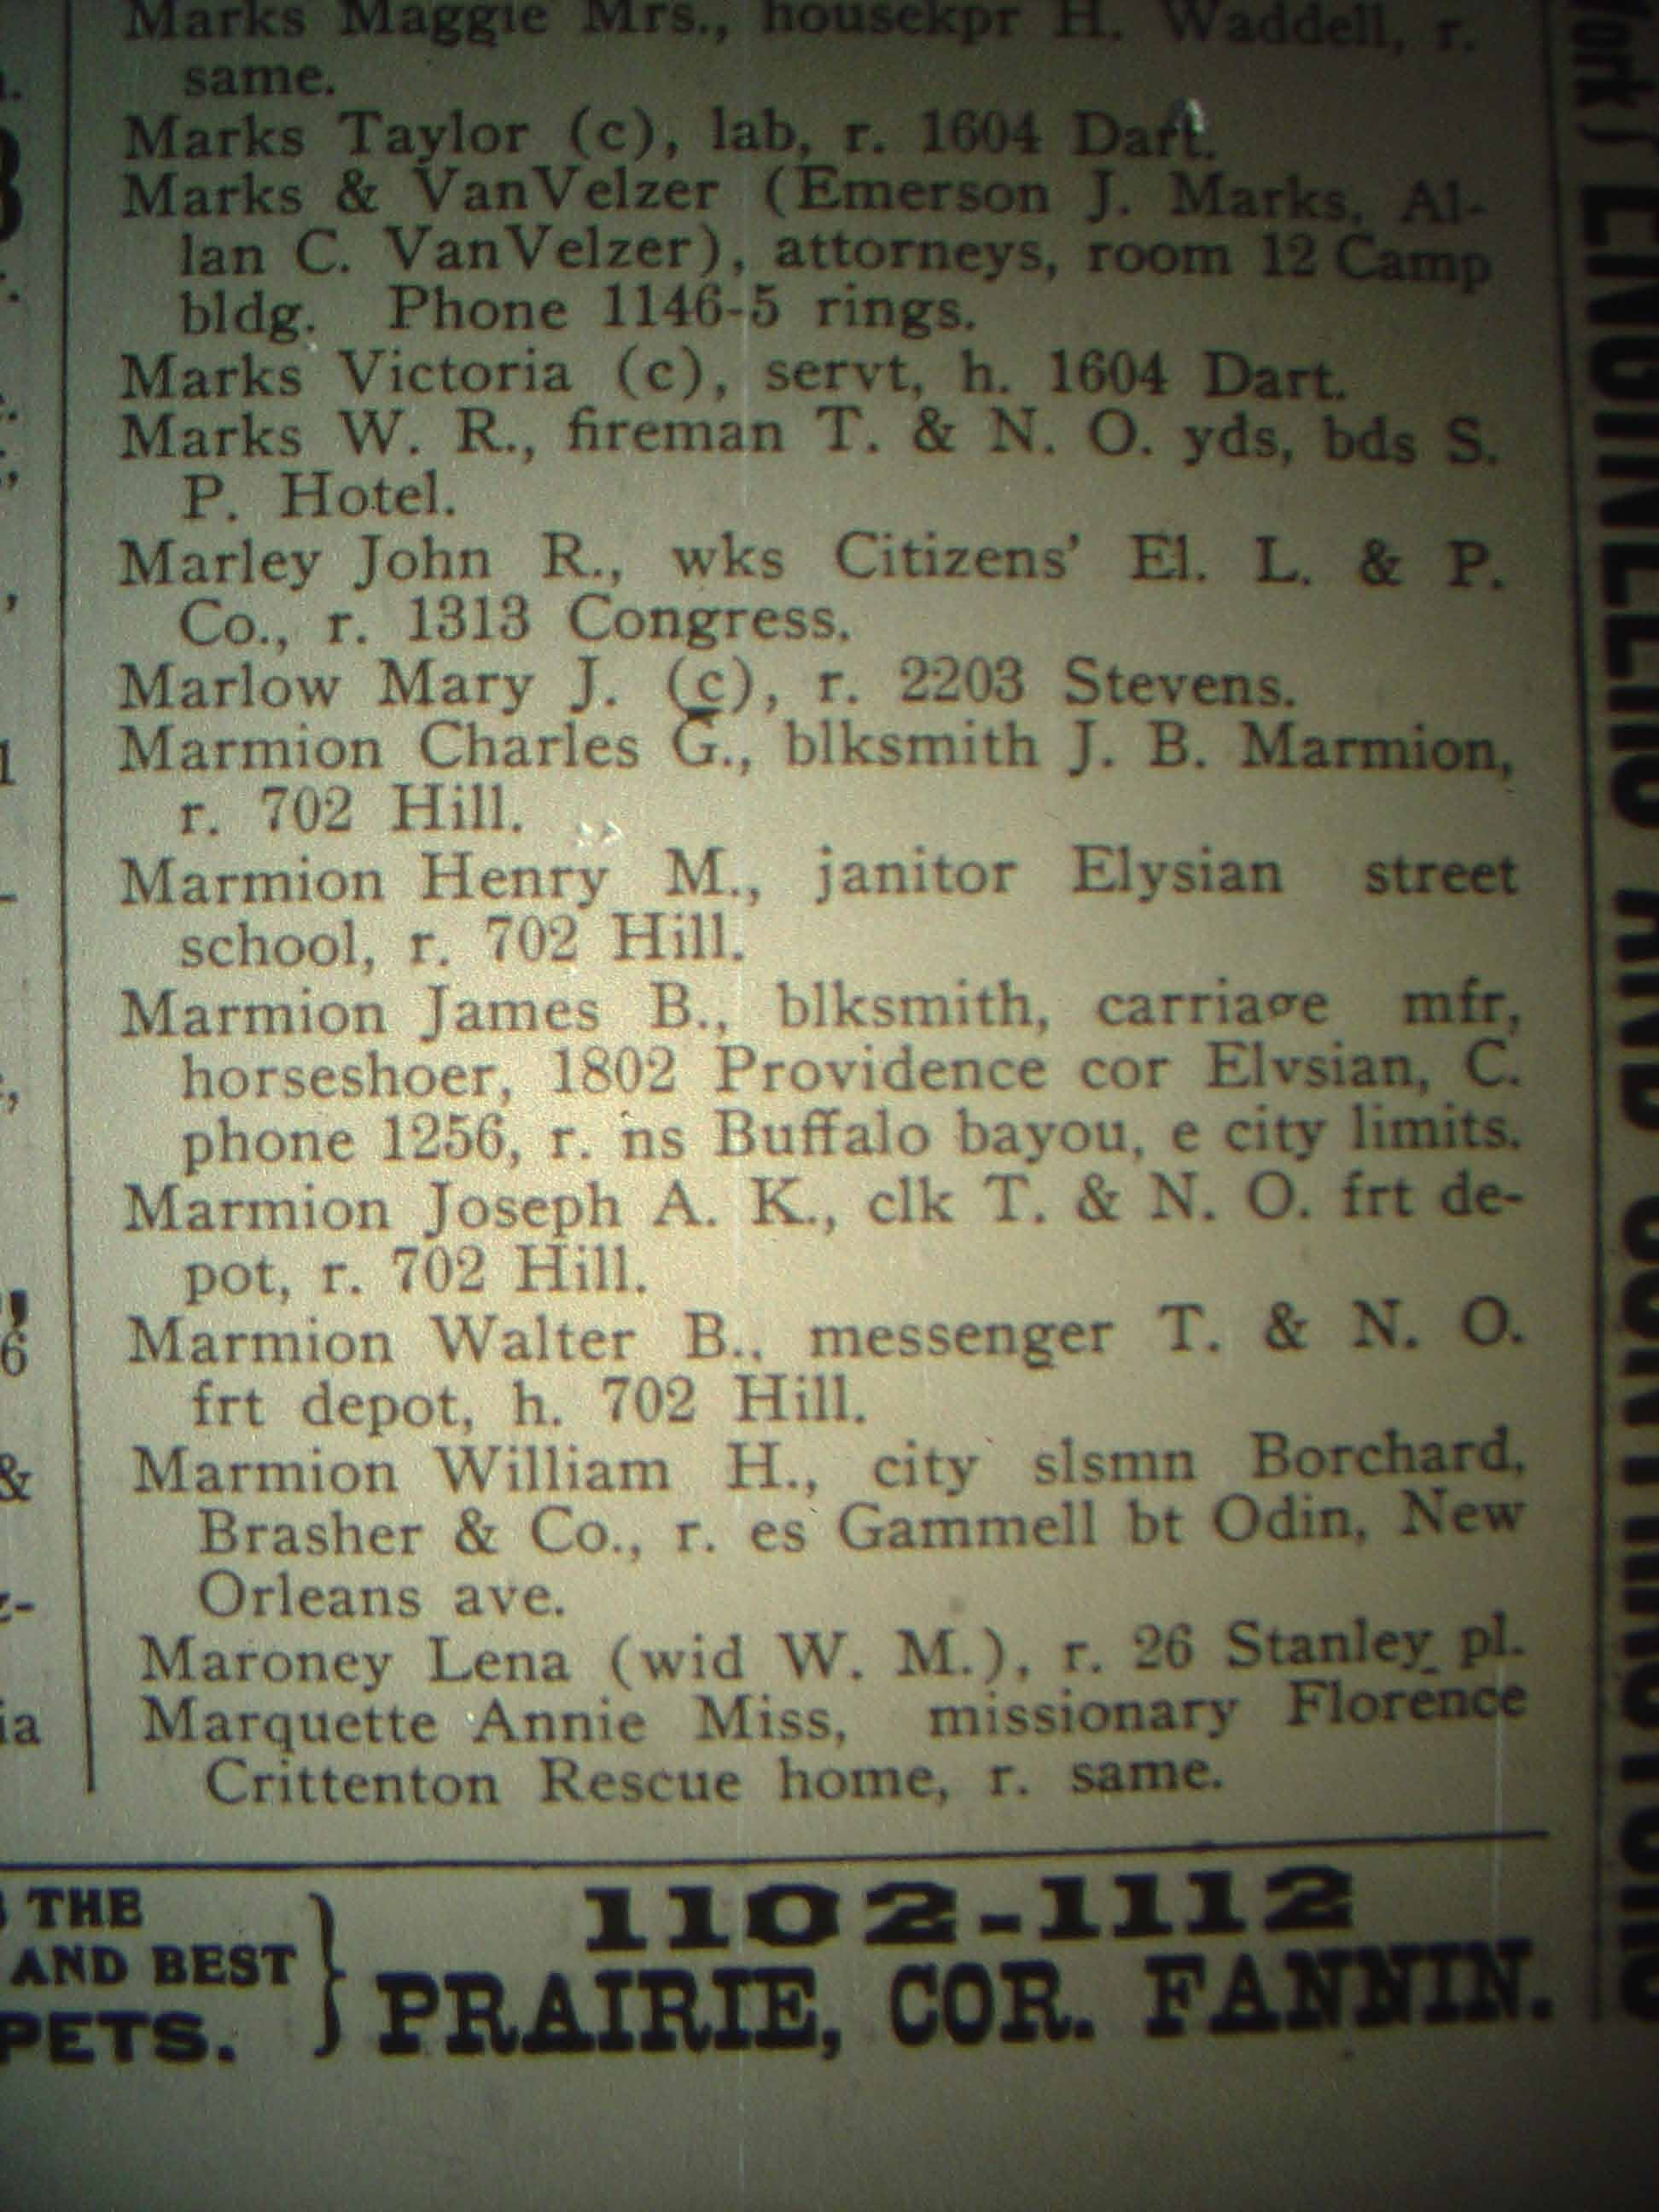 Marks Maggie Mrs., housekpr H. Waddell, r.
same.
Marks Taylor (c), lab, r. 1604 Dart.
Marks & VanVelzer (Emerson J. Marks, Al-
lan C. VanVelzer), attorneys, room 12 Camp
bldg. Phone 1146-5 rings.
Marks Victoria (c), servt, h. 1604 Dart.
Marks W. R., fireman T. & N. O. yds, bds S.
P. Hotel.
Marley John R., wks Citizens' El. L. & P.
Co., r. 1313 Congress.
Marlow Mary J. (c), r. 2203 Stevens.
Marmion Charles G., blksmith J. B. Marmion,
r. 702 Hill.
Marmion Henry M., janitor Elysian street
school, r. 702 Hill.
Marmion James B., blksmith, carriage mfr,
horseshoer, 1802 Providence cor Elysian, C.
phone 1256, r. ns Buffalo bayou, e city limits.
Marmion Joseph A. K., clk T. & N. O. frt de-
pot, r. 702 Hill.
Marmion Walter B., messenger T. & N. O.
frt depot, h. 702 Hill.
Marmion William H., city slsmn Borchard,
Brasher & Co., r. es Gammell bt Odin, New
Orleans ave.
Maroney Lena (wid W. M.), r. 26 Stanley pl.
Marquette Annie Miss, missionary Florence
Crittenton Rescue home, r. same.
THE
AND BEST
PETS.
1102-1112
PRAIRIE, COR. FANNIN.
ENGINEERS AND CONTRACTORS